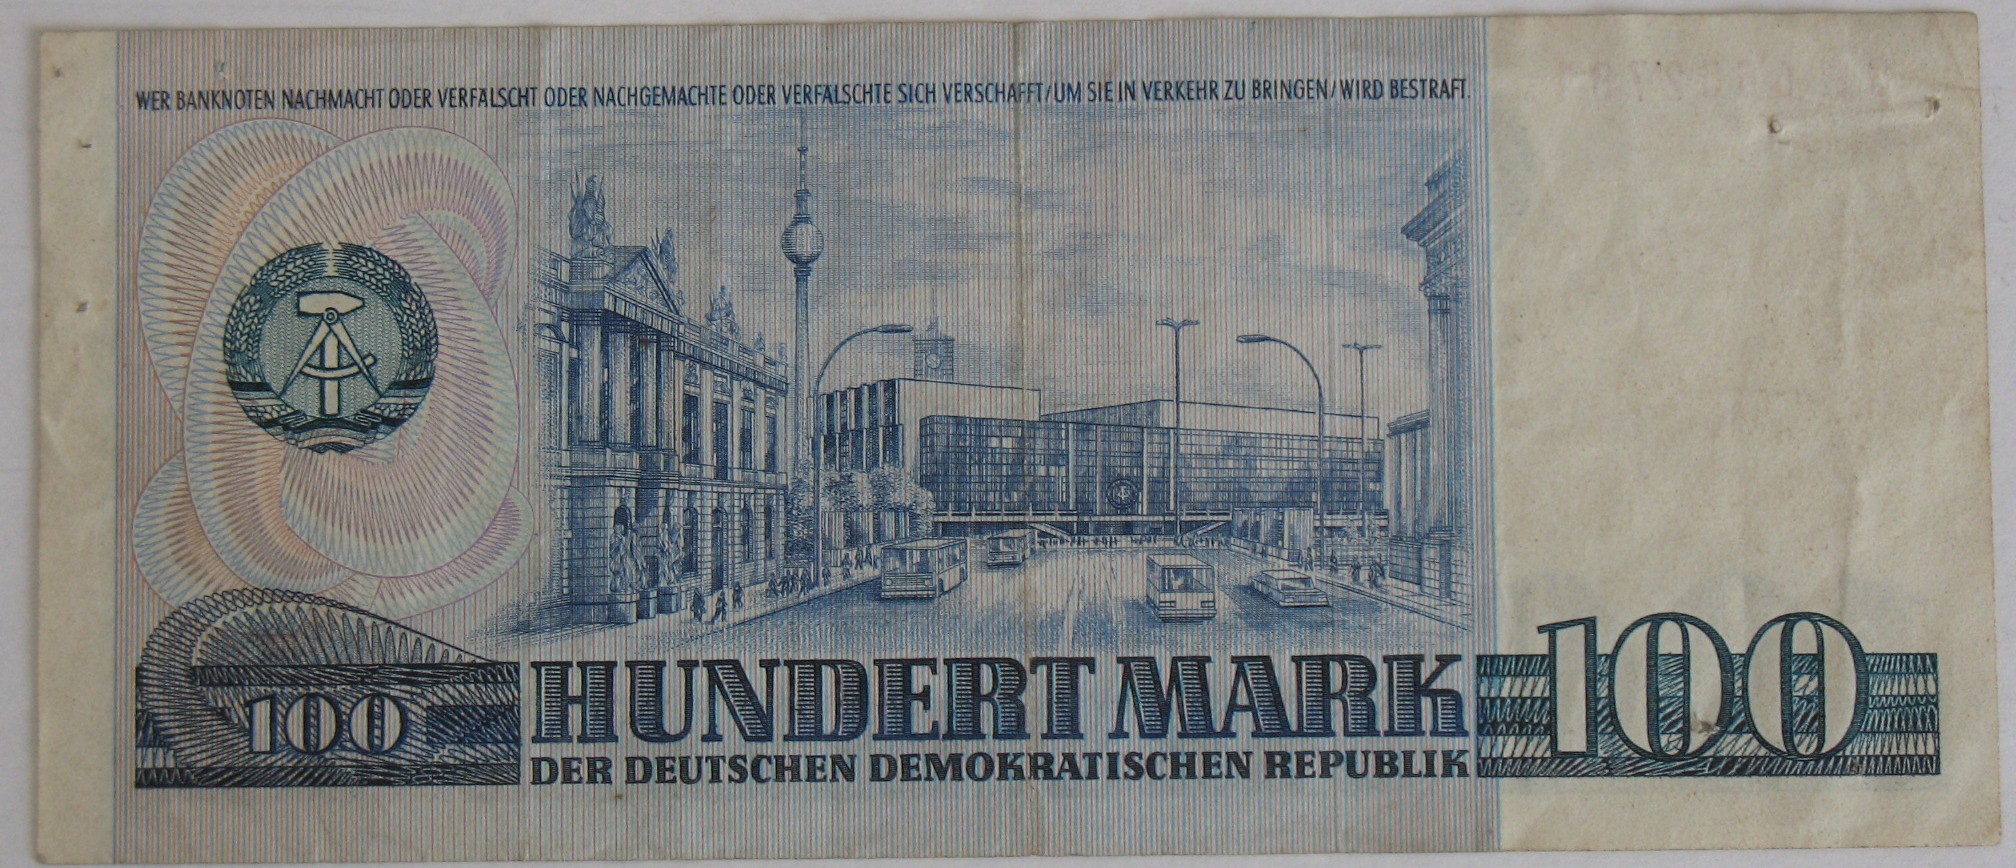 WER BANKNOTEN NACHMACHT ODER VERFÄLSCHT ODER NACHGEMACHTE ODER VERFÄLSCHTE SICH VERSCHAFFT/UM SIE IN VERKEHR ZU BRINGEN/WIRD BESTRAFT.
100
HUNDERT MARK
DER DEUTSCHEN DEMOKRATISCHEN REPUBLIK
100